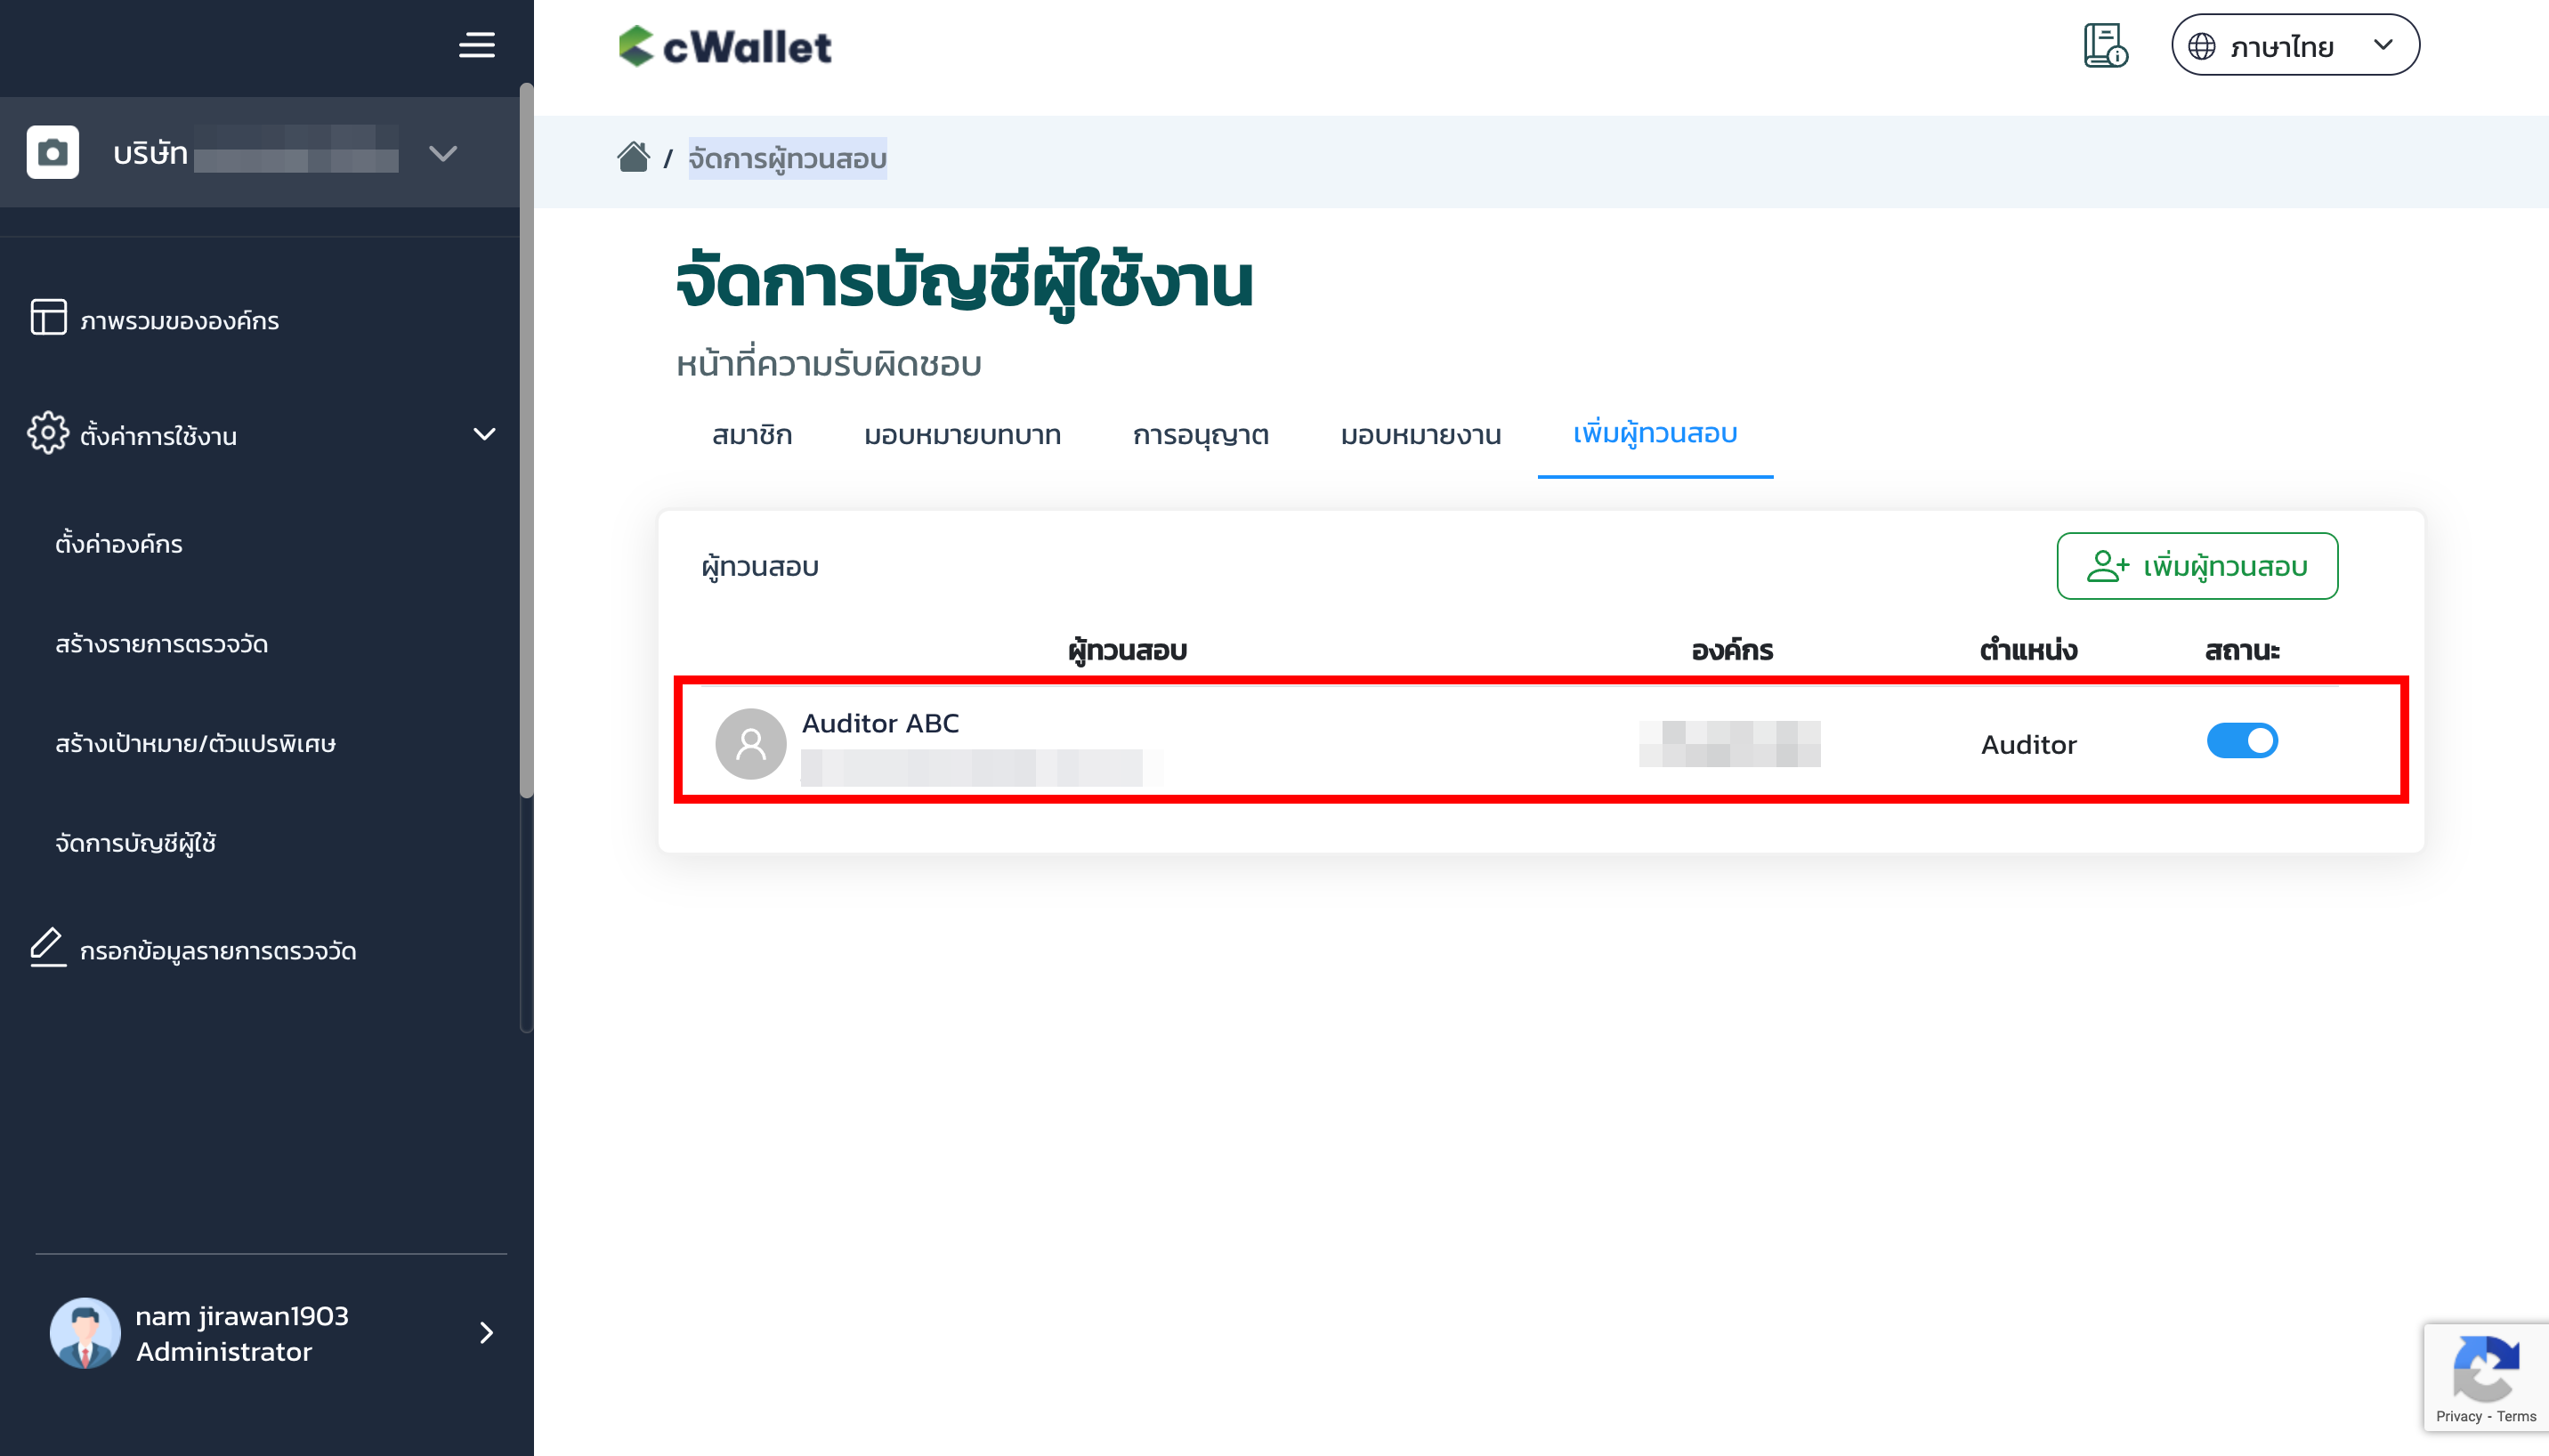 cWallet
ภาษาไทย
บริษัท
/ จัดการผู้ทวนสอบ
ภาพรวมขององค์กร
ตั้งค่าการใช้งาน
ตั้งค่าองค์กร
สร้างรายการตรวจวัด
สร้างเป้าหมาย/ตัวแปรพิเศษ
จัดการบัญชีผู้ใช้
กรอกข้อมูลรายการตรวจวัด
nam jirawan1903
Administrator
จัดการบัญชีผู้ใช้งาน
หน้าที่ความรับผิดชอบ
สมาชิก มอบหมายบทบาท การอนุญาต มอบหมายงาน เพิ่มผู้ทวนสอบ
ผู้ทวนสอบ เพิ่มผู้ทวนสอบ
ผู้ทวนสอบ องค์กร ตำแหน่ง สถานะ
Auditor ABC
Auditor
Privacy - Terms